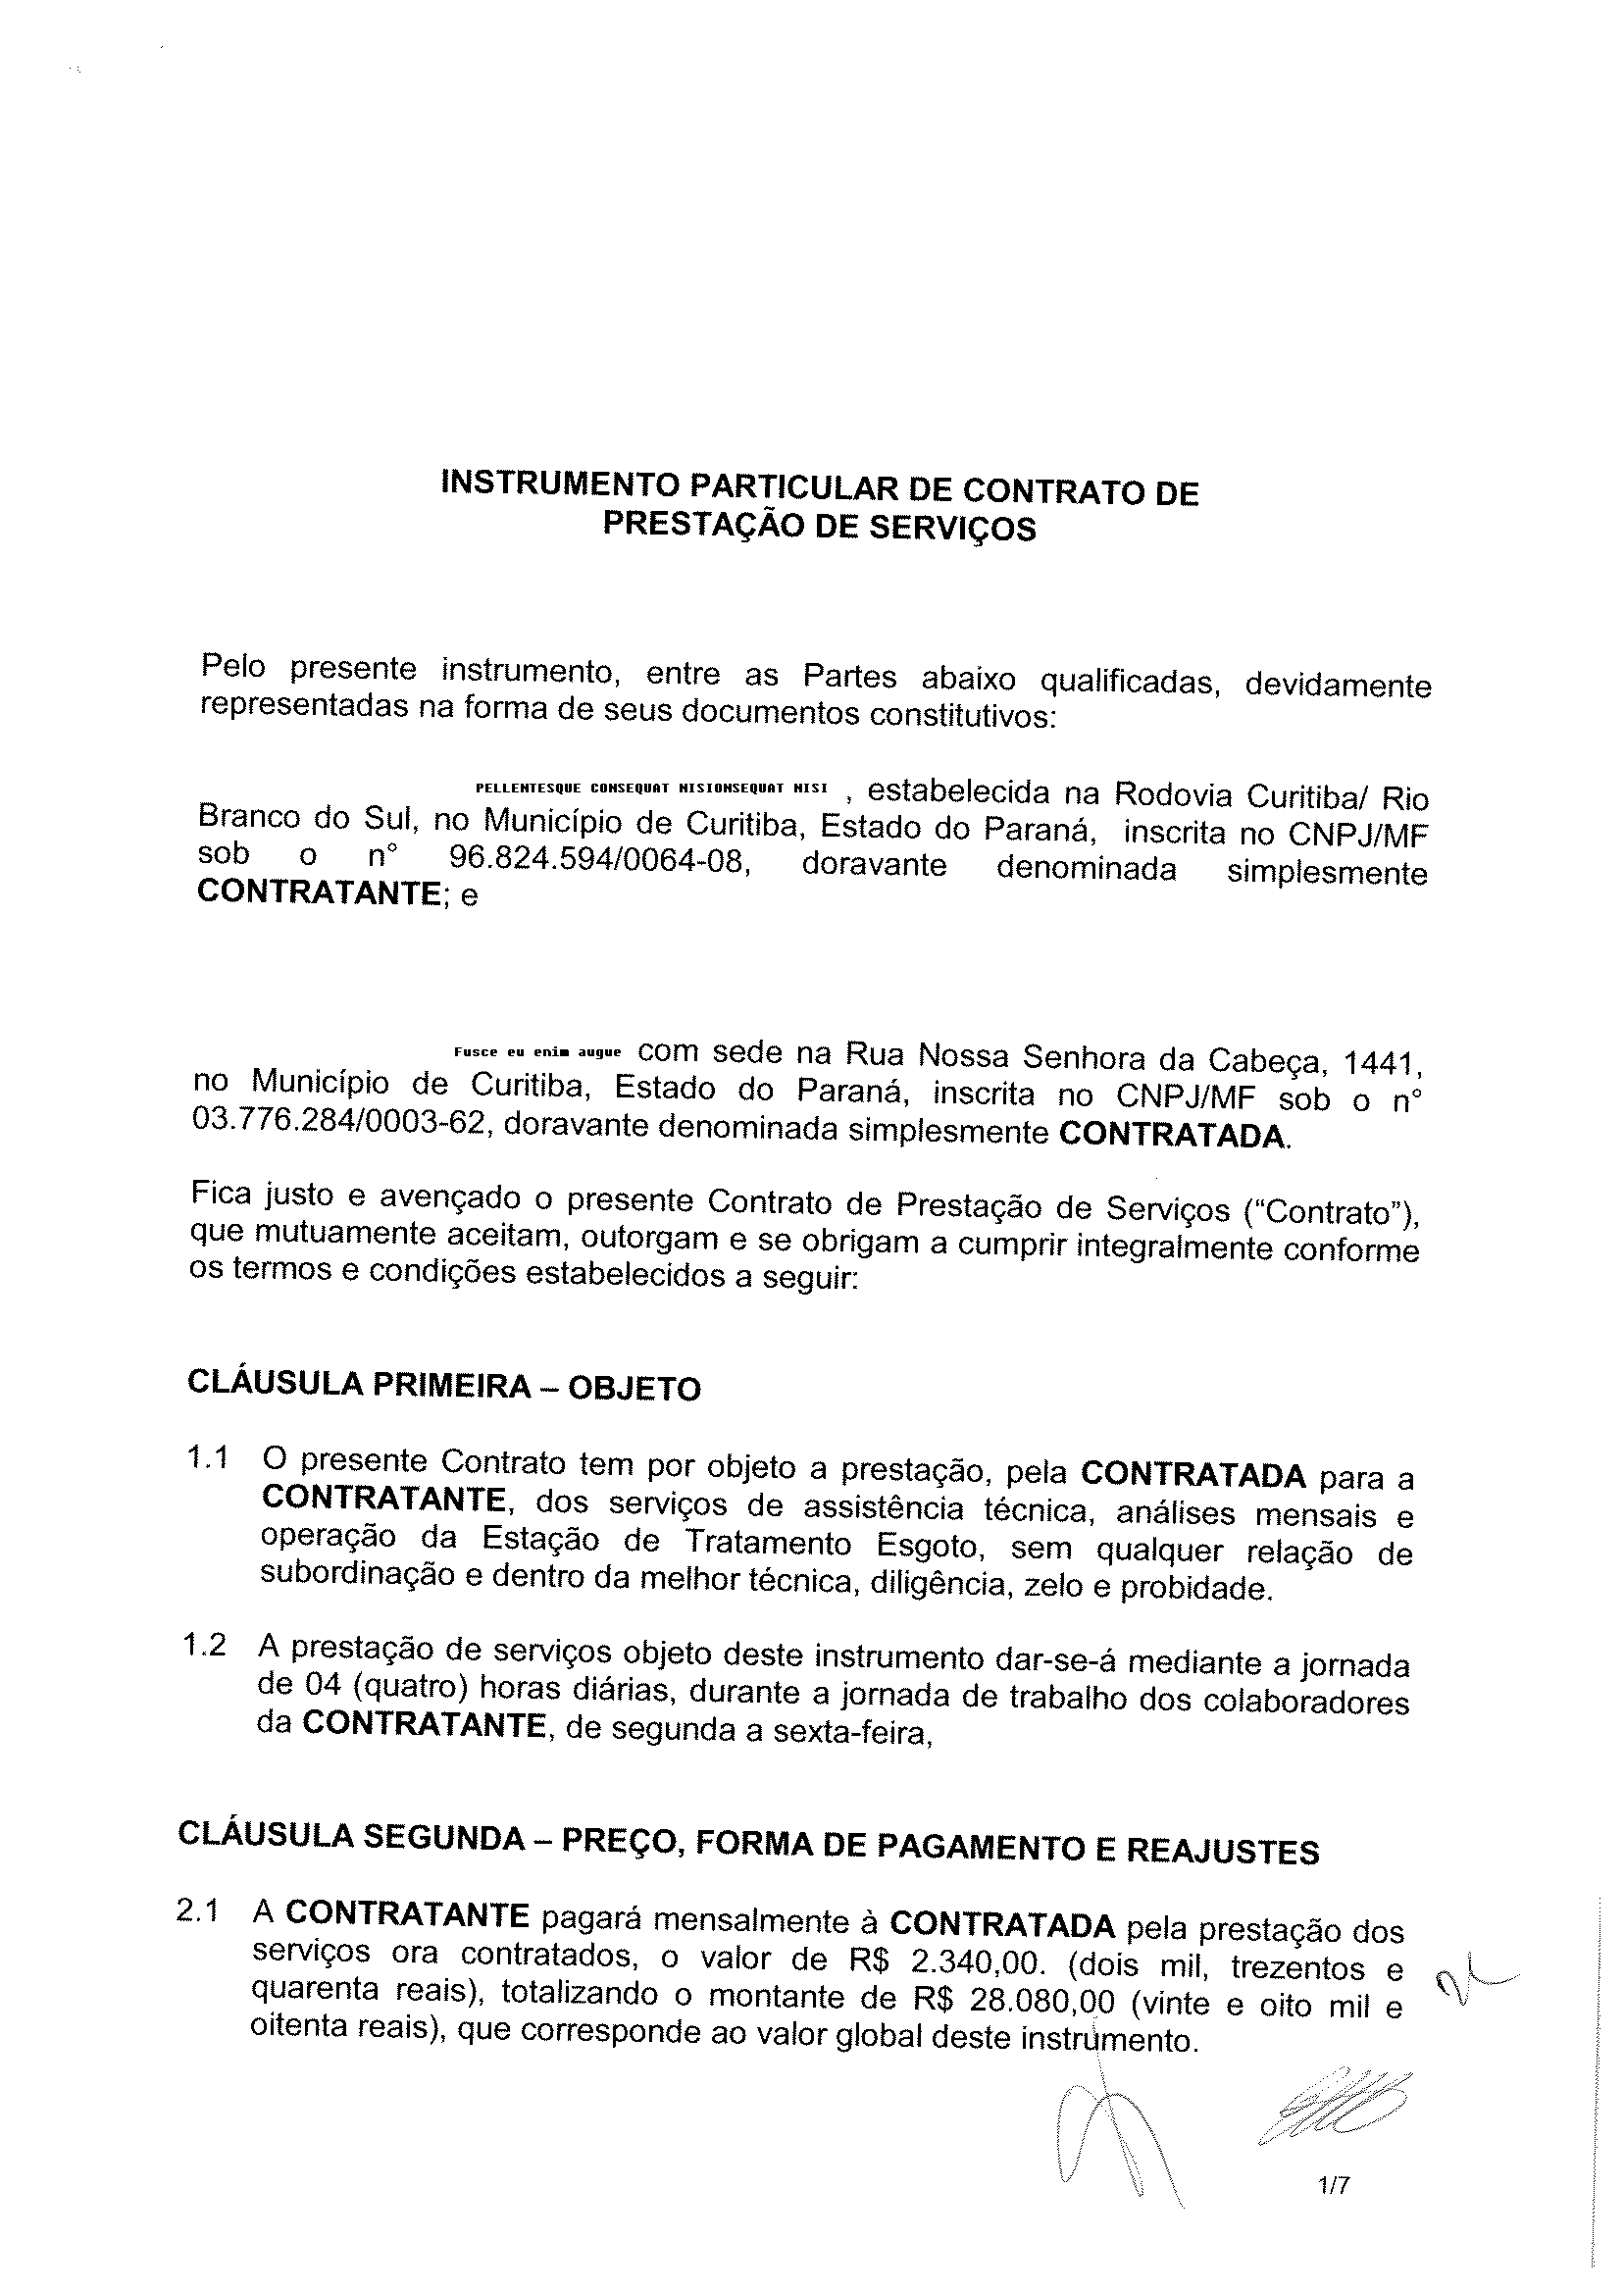 INSTRUMENTO PARTICULAR DE CONTRATO DE
PRESTAÇÃO DE SERVIÇOS
Pelo presente instrumento, entre as Partes abaixo qualificadas, devidamente
representadas na forma de seus documentos constitutivos:
PELLENTESQUE CONSEQUAT NISIONSEQUAT NISI , estabelecida na Rodovia Curitiba/ Rio
Branco do Sul, no Município de Curitiba, Estado do Paraná, inscrita no CNPJ/MF
sob o nº 96.824.594/0064-08, doravante denominada simplesmente
CONTRATANTE; e
Fusce eu enim augue com sede na Rua Nossa Senhora da Cabeça, 1441,
no Município de Curitiba, Estado do Paraná, inscrita no CNPJ/MF sob o nº
03.776.284/0003-62, doravante denominada simplesmente CONTRATADA.
Fica justo e avençado o presente Contrato de Prestação de Serviços (“Contrato”),
que mutuamente aceitam, outorgam e se obrigam a cumprir integralmente conforme
os termos e condições estabelecidos a seguir:
CLÁUSULA PRIMEIRA – OBJETO
1.1 O presente Contrato tem por objeto a prestação, pela CONTRATADA para a
CONTRATANTE, dos serviços de assistência técnica, análises mensais e
operação da Estação de Tratamento Esgoto, sem qualquer relação de
subordinação e dentro da melhor técnica, diligência, zelo e probidade.
1.2 A prestação de serviços objeto deste instrumento dar-se-á mediante a jornada
de 04 (quatro) horas diárias, durante a jornada de trabalho dos colaboradores
da CONTRATANTE, de segunda a sexta-feira,
CLÁUSULA SEGUNDA – PREÇO, FORMA DE PAGAMENTO E REAJUSTES
2.1 A CONTRATANTE pagará mensalmente à CONTRATADA pela prestação dos
serviços ora contratados, o valor de R$ 2.340,00. (dois mil, trezentos e
quarenta reais), totalizando o montante de R$ 28.080,00 (vinte e oito mil e
oitenta reais), que corresponde ao valor global deste instrumento.
1/7